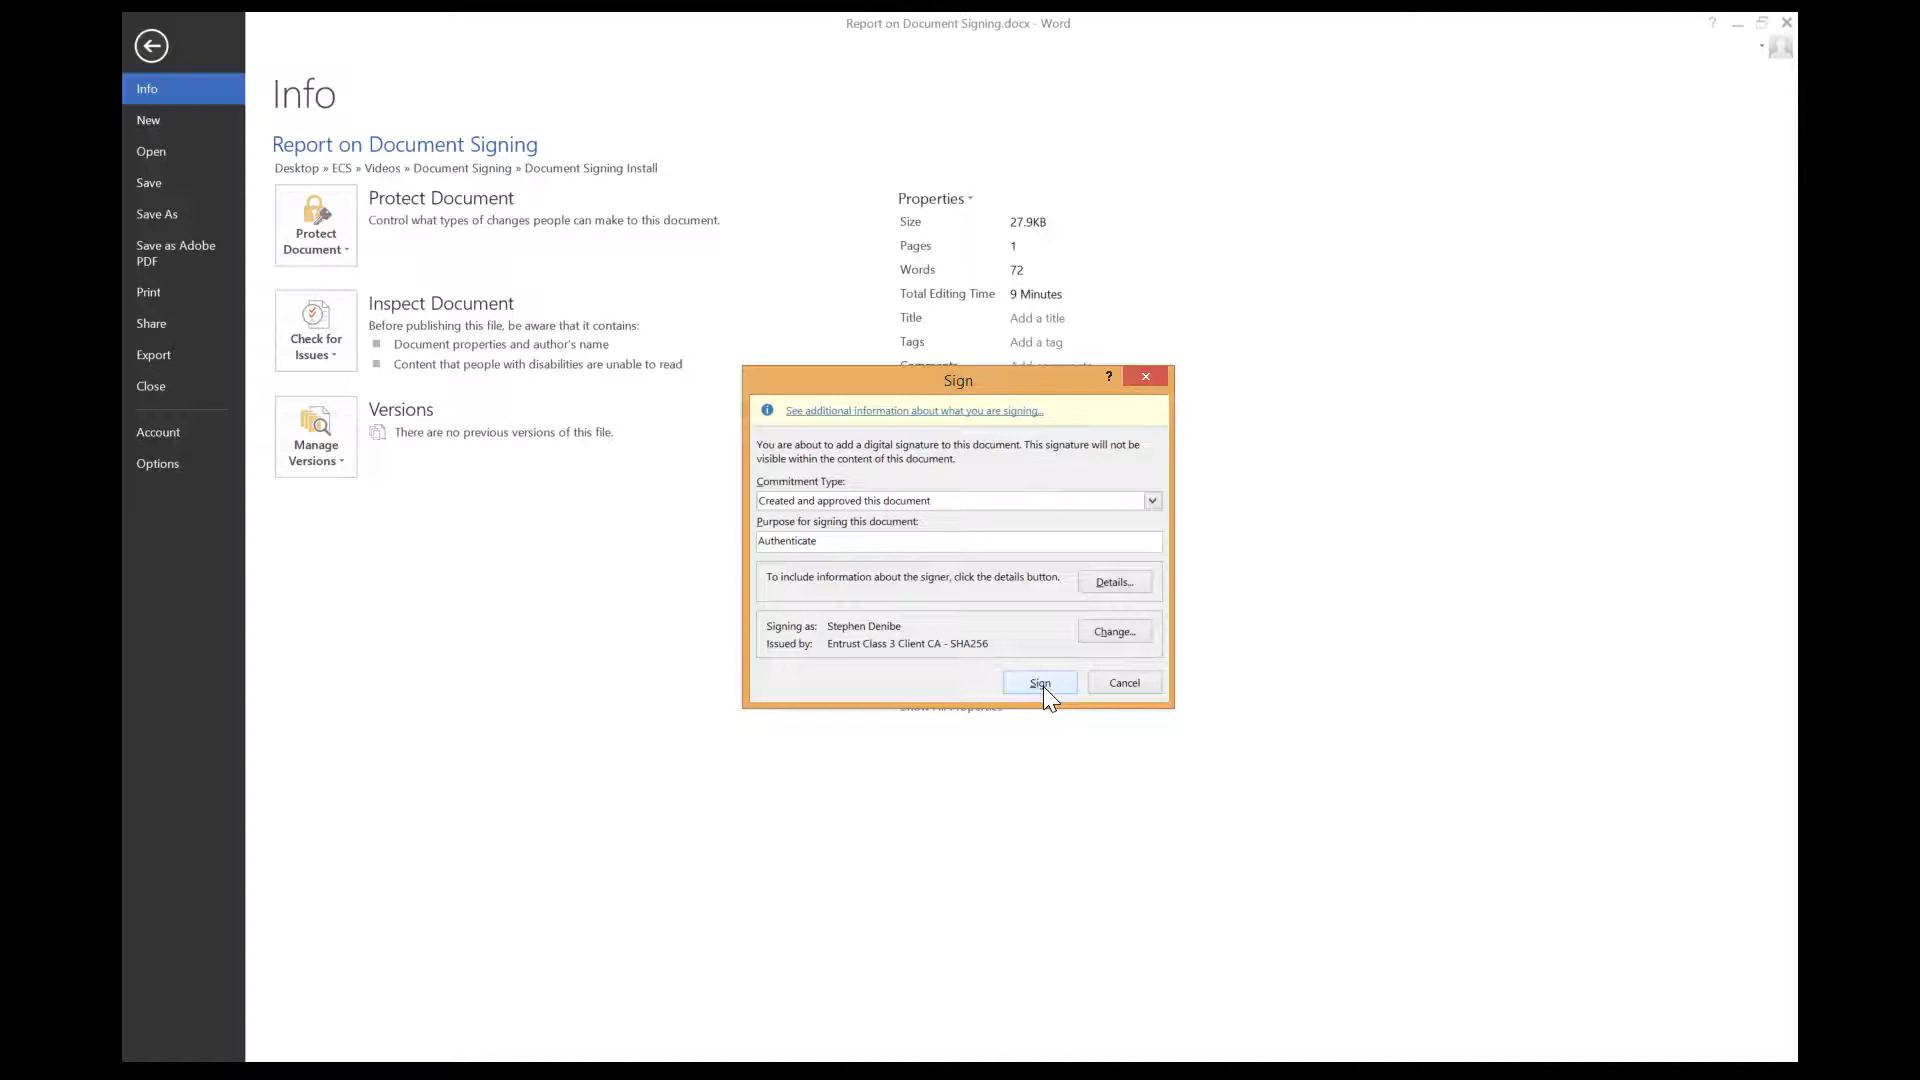 Report on Document Signing.docx - Word
?
Info
New
Open
Save
Save As
Save as Adobe
PDF
Print
Share
Export
Close
Account
Options
Info
Report on Document Signing
Desktop » ECS » Videos » Document Signing » Document Signing Install
Protect
Document
Protect Document
Control what types of changes people can make to this document.
Check for
Issues
Inspect Document
Before publishing this file, be aware that it contains:
Document properties and author's name
Content that people with disabilities are unable to read
Manage
Versions
Versions
There are no previous versions of this file.
Properties
Size 27.9KB
Pages 1
Words 72
Total Editing Time 9 Minutes
Title Add a title
Tags Add a tag
Sign
?
See additional information about what you are signing...
You are about to add a digital signature to this document. This signature will not be
visible within the content of this document.
Commitment Type:
Created and approved this document
Purpose for signing this document:
Authenticate
To include information about the signer, click the details button.
Details...
Signing as: Stephen Denibe
Issued by: Entrust Class 3 Client CA - SHA256
Change...
Sign
Cancel